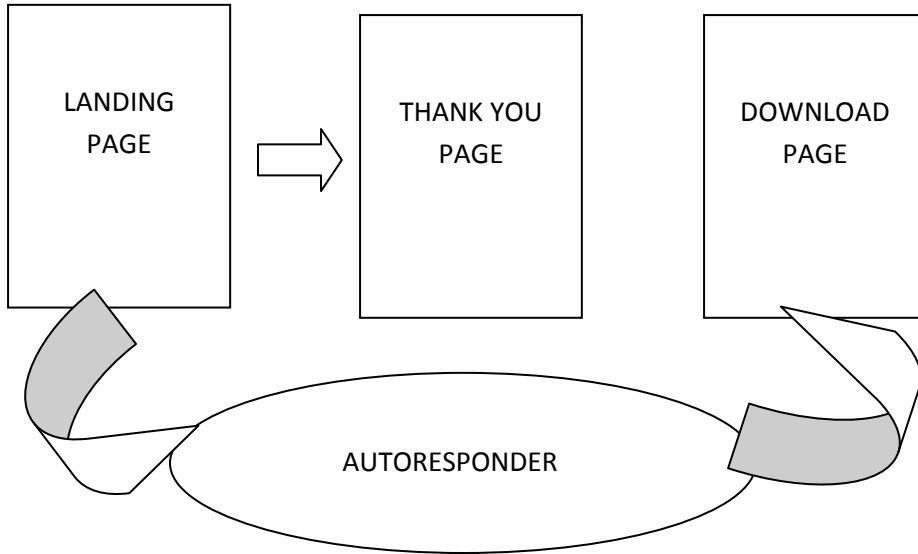 LANDING
PAGE
THANK YOU
PAGE
DOWNLOAD
PAGE
AUTORESPONDER